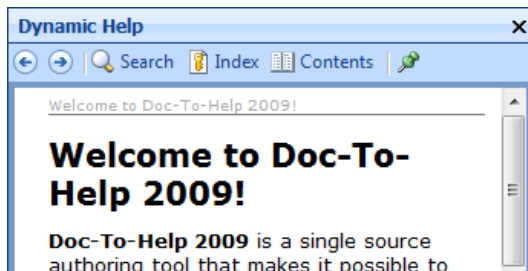 Dynamic Help
Search Index Contents
Welcome to Doc-To-Help 2009!
Welcome to Doc-To-
Help 2009!
Doc-To-Help 2009 is a single source
authoring tool that makes it possible to